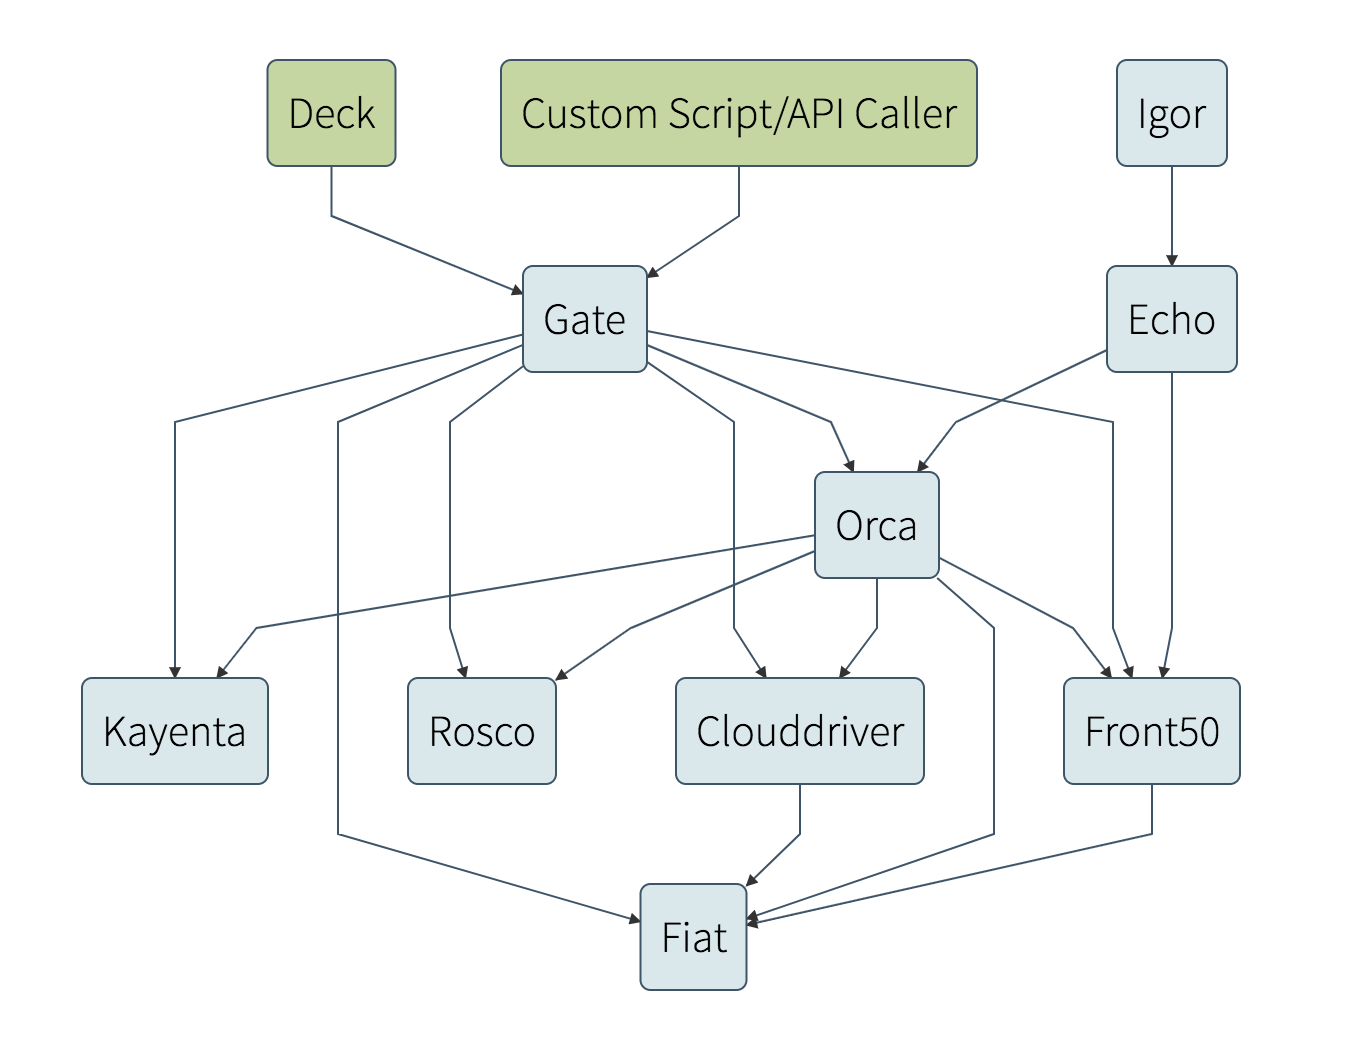 Deck
Custom Script/API Caller
Igor
Gate
Echo
Orca
Kayenta
Rosco
Clouddriver
Front50
Fiat